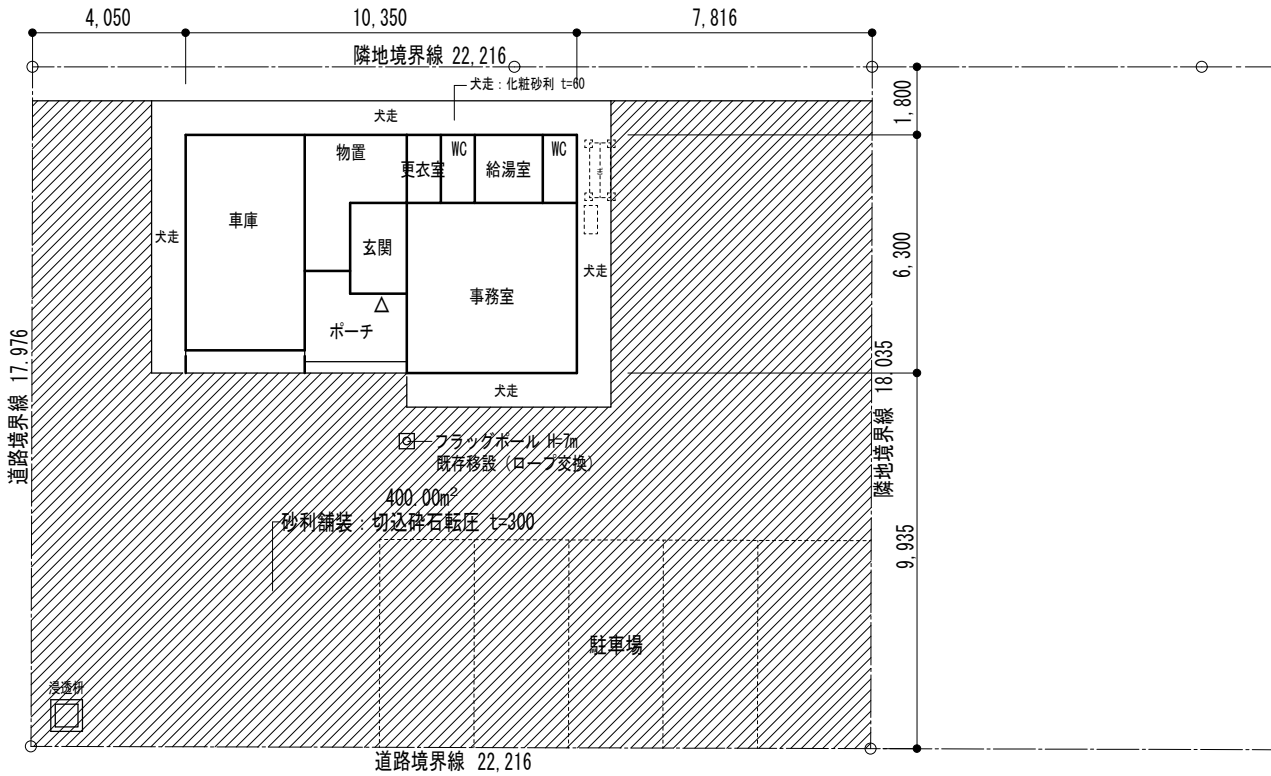 4,050
10,350
7,816
隣地境界線 22,216
犬走：化粧砂利 t=60
1,800
犬走
物置
更衣室
WC
給湯室
WC
車庫
犬走
玄関
犬走
事務室
6,300
ポーチ
犬走
道路境界線 17.976
隣地境界線 18.035
フラッグポール H=7m
既存移設（ロープ交換）
400.00m²
砂利舗装：切込砕石転圧 t=300
9,935
駐車場
浸透桝
道路境界線 22,216